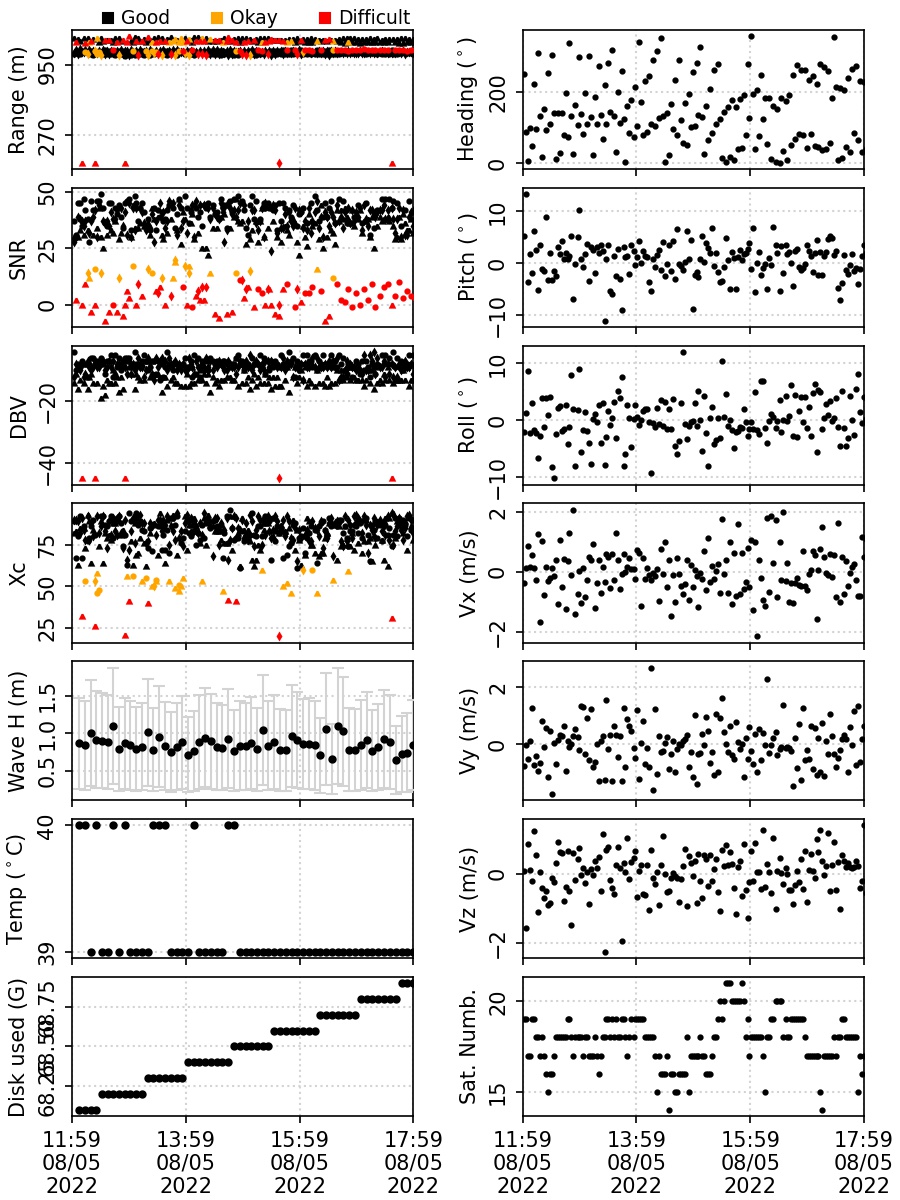 Good Okay Difficult
Range (m)
950
270
Heading (°)
200
0
SNR
50
25
0
Pitch (°)
10
0
−10
DBV
−20
−40
Roll (°)
10
0
−10
Xc
75
50
25
Vx (m/s)
2
0
−2
Wave H (m)
1.5
1.0
0.5
Vy (m/s)
2
0
Temp (°C)
40
39
Vz (m/s)
0
−2
Disk used (G)
Sat. Numb.
20
15
11:59 13:59 15:59 17:59
08/05 08/05 08/05 08/05
2022 2022 2022 2022
11:59 13:59 15:59 17:59
08/05 08/05 08/05 08/05
2022 2022 2022 2022